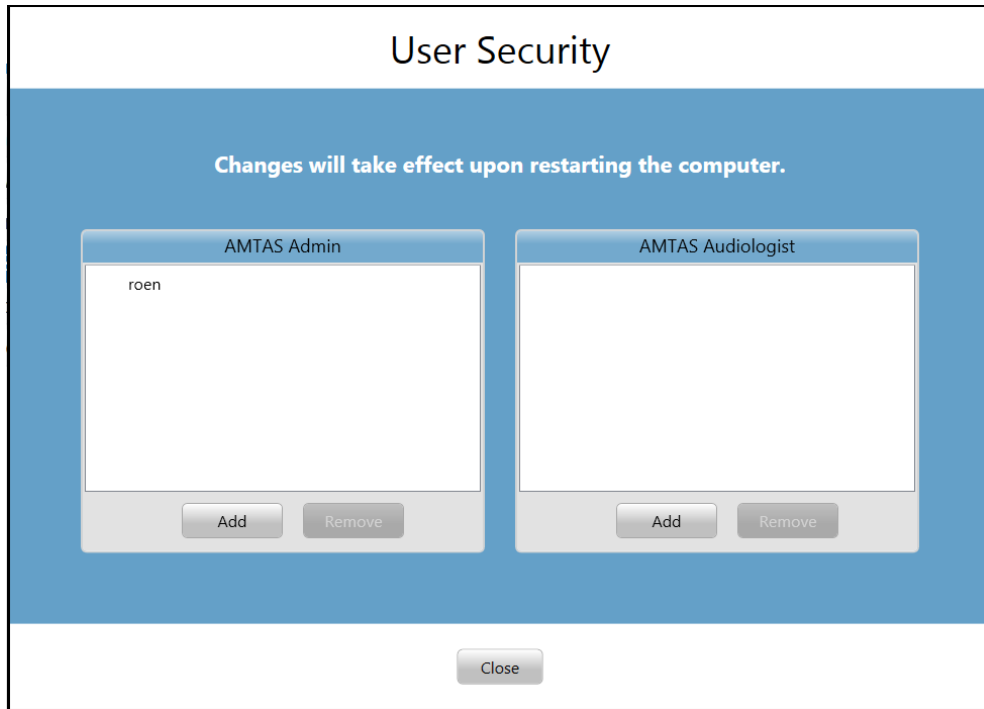 User Security
Changes will take effect upon restarting the computer.
AMTAS Admin
roen
Add Remove
AMTAS Audiologist
Add Remove
Close